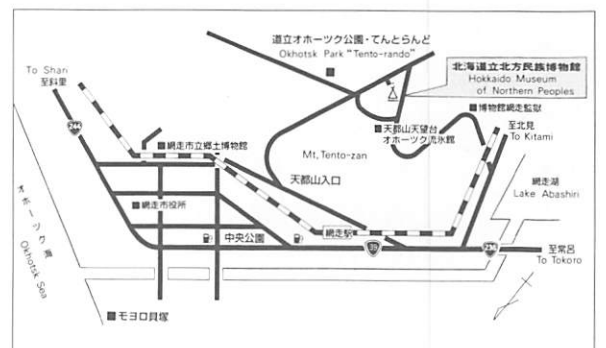 道立オホーツク公園・てんとらんど
Okhotsk Park "Tento-rando"
北海道立北方民族博物館
Hokkaido Museum
of Northern Peoples
To Shari
至斜里
244
網走市立郷土博物館
博物館網走監獄
至北見
To Kitami
天都山天望台
オホーツク流氷館
Mt, Tento-zan
天都山入口
網走湖
Lake Abashiri
網走市役所
中央公園
網走駅
39
238
至常呂
To Tokoro
オホーツク海
Okhotsk Sea
モヨロ貝塚